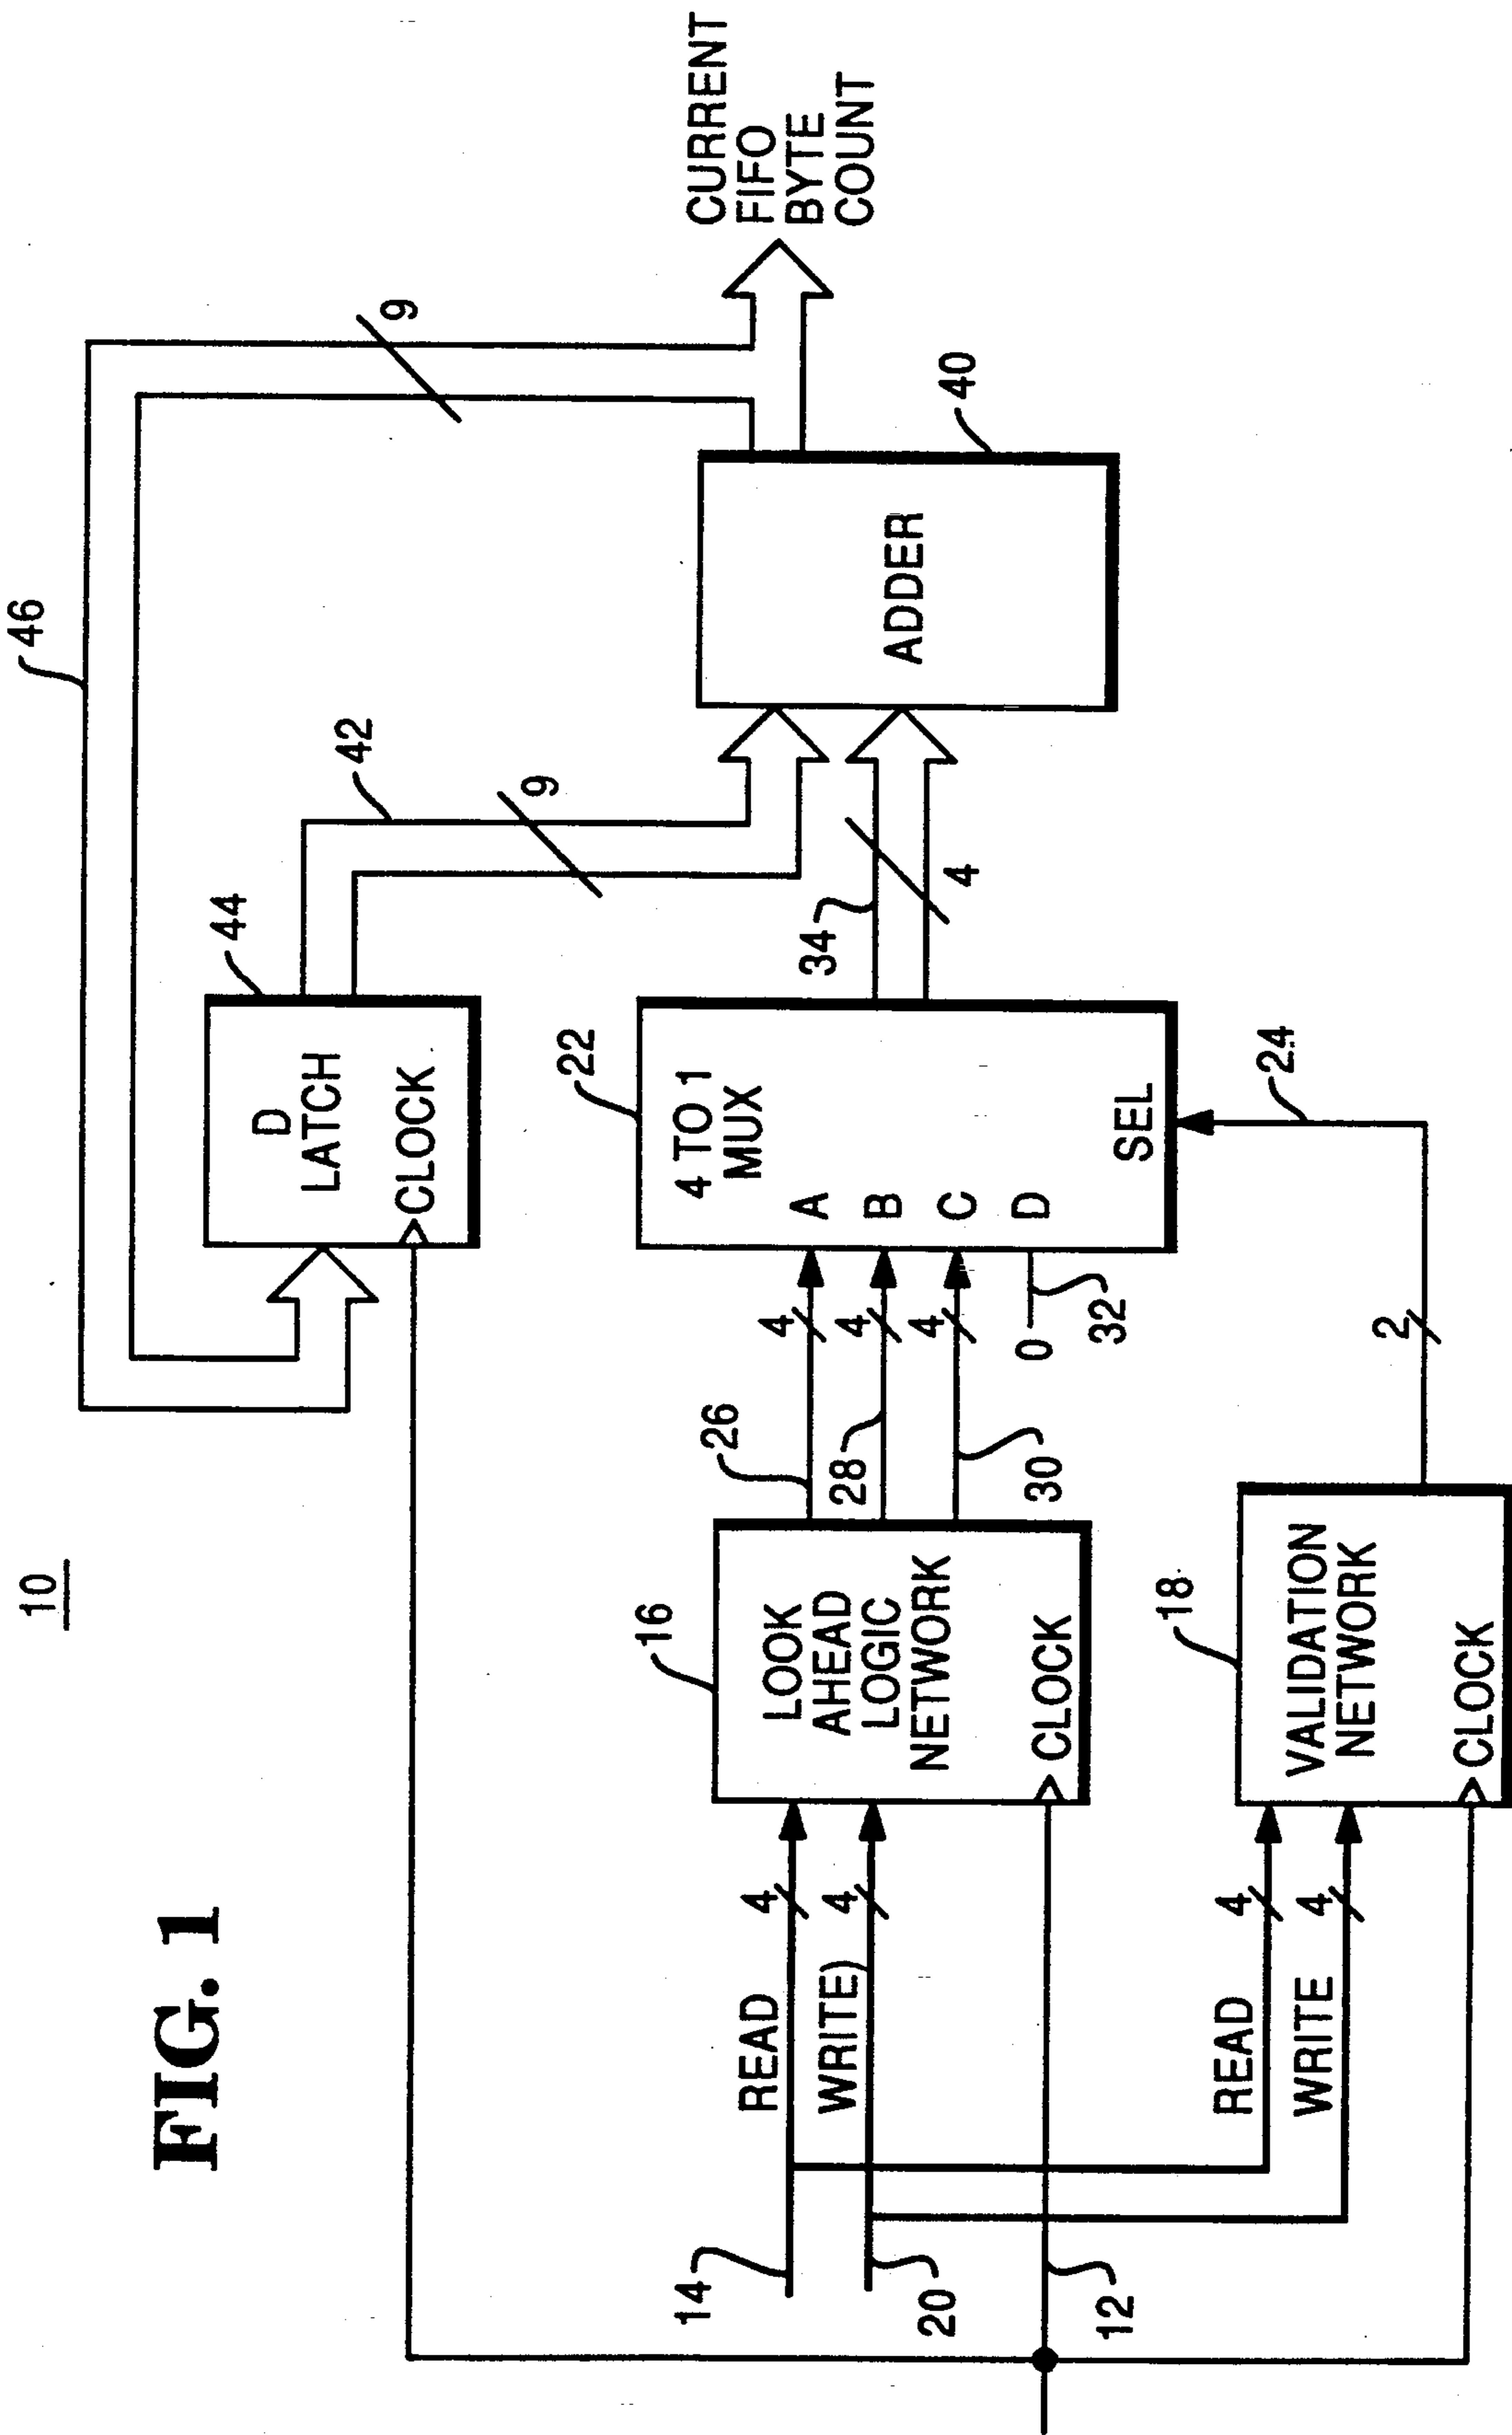 FIG. 1
10
46
9
CURRENT
FIFO
BYTE
COUNT
44
D
LATCH
CLOCK
42
9
40
ADDER
22
4 TO 1
MUX
A
B
C
D
SEL
34
4
24
2
26
4
28
4
30
4
0
32
16
LOOK
AHEAD
LOGIC
NETWORK
CLOCK
14
READ
4
20
WRITE)
4
12
18
VALIDATION
NETWORK
CLOCK
READ
4
WRITE
4